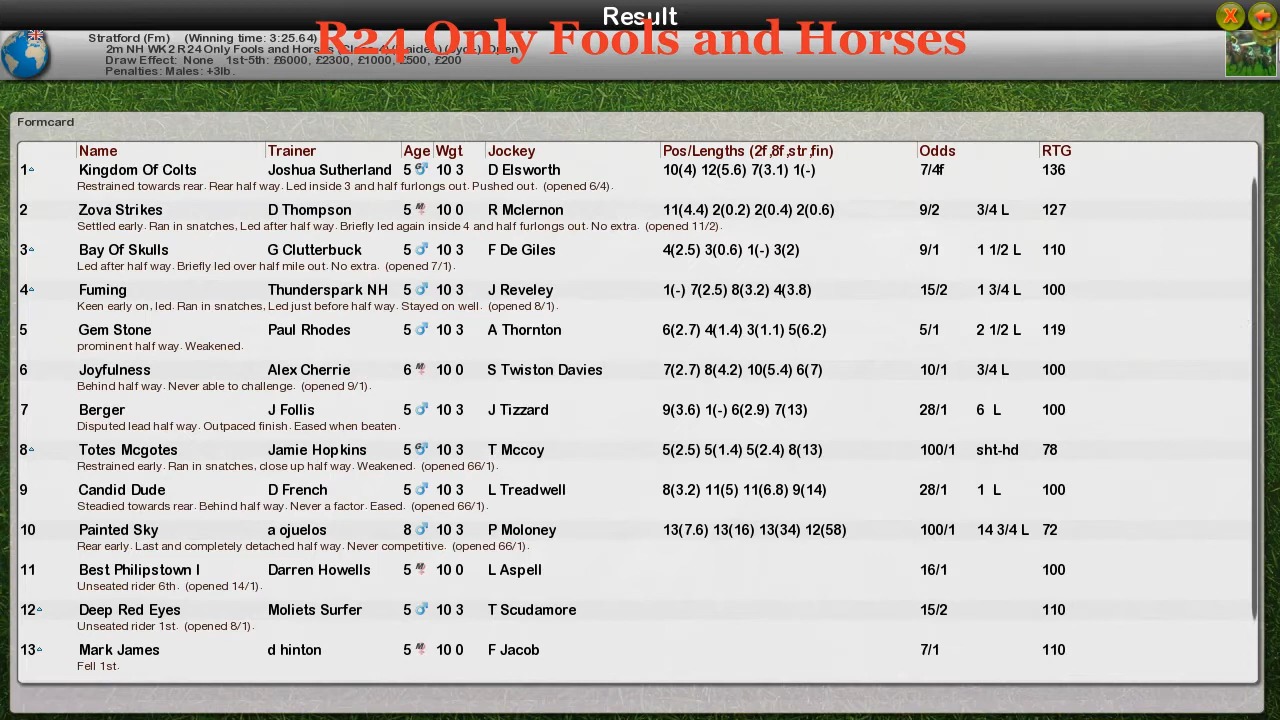 Result
R24 Only Fools and Horses
Stratford (Fm) (Winning time: 3:25.64)
2m NH WK2 R24 Only Fools and Horses Open
Draw Effect: None 1st-5th: £6000, £2300, £1000, £500, £200
Penalties: Males: +3lb.
Formcard
Name Trainer Age Wgt Jockey Pos/Lengths (2f,8f,str,fin) Odds RTG
1 Kingdom Of Colts Joshua Sutherland 5 10 3 D Elsworth 10(4) 12(5.6) 7(3.1) 1(-) 7/4f 136
Restrained towards rear. Rear half way. Led inside 3 and half furlongs out. Pushed out. (opened 6/4).
2 Zova Strikes D Thompson 5 10 0 R Mclernon 11(4.4) 2(0.2) 2(0.4) 2(0.6) 9/2 3/4 L 127
Settled early. Ran in snatches, Led after half way. Briefly led again inside 4 and half furlongs out. No extra. (opened 11/2).
3 Bay Of Skulls G Clutterbuck 5 10 3 F De Giles 4(2.5) 3(0.6) 1(-) 3(2) 9/1 1 1/2 L 110
Led after half way. Briefly led over half mile out. No extra. (opened 7/1).
4 Fuming Thunderspark NH 5 10 3 J Reveley 1(-) 7(2.5) 8(3.2) 4(3.8) 15/2 1 3/4 L 100
Keen early on, led. Ran in snatches, Led just before half way. Stayed on well. (opened 8/1).
5 Gem Stone Paul Rhodes 5 10 3 A Thornton 6(2.7) 4(1.4) 3(1.1) 5(6.2) 5/1 2 1/2 L 119
prominent half way. Weakened.
6 Joyfulness Alex Cherrie 6 10 0 S Twiston Davies 7(2.7) 8(4.2) 10(5.4) 6(7) 10/1 3/4 L 100
Behind half way. Never able to challenge. (opened 9/1).
7 Berger J Follis 5 10 3 J Tizzard 9(3.6) 1(-) 6(2.9) 7(13) 28/1 6 L 100
Disputed lead half way. Outpaced finish. Eased when beaten.
8 Totes Mcgotes Jamie Hopkins 5 10 3 T Mccoy 5(2.5) 5(1.4) 5(2.4) 8(13) 100/1 sht-hd 78
Restrained early. Ran in snatches, close up half way. Weakened. (opened 66/1).
9 Candid Dude D French 5 10 3 L Treadwell 8(3.2) 11(5) 11(6.8) 9(14) 28/1 1 L 100
Steadied towards rear. Behind half way. Never a factor. Eased. (opened 66/1).
10 Painted Sky a ojuelos 8 10 3 P Moloney 13(7.6) 13(16) 13(34) 12(58) 100/1 14 3/4 L 72
Rear early. Last and completely detached half way. Never competitive. (opened 66/1).
11 Best Philipstown I Darren Howells 5 10 0 L Aspell 16/1 100
Unseated rider 6th. (opened 14/1).
12 Deep Red Eyes Moliets Surfer 5 10 3 T Scudamore 15/2 110
Unseated rider 1st. (opened 8/1).
13 Mark James d hinton 5 10 0 F Jacob 7/1 110
Fell 1st.